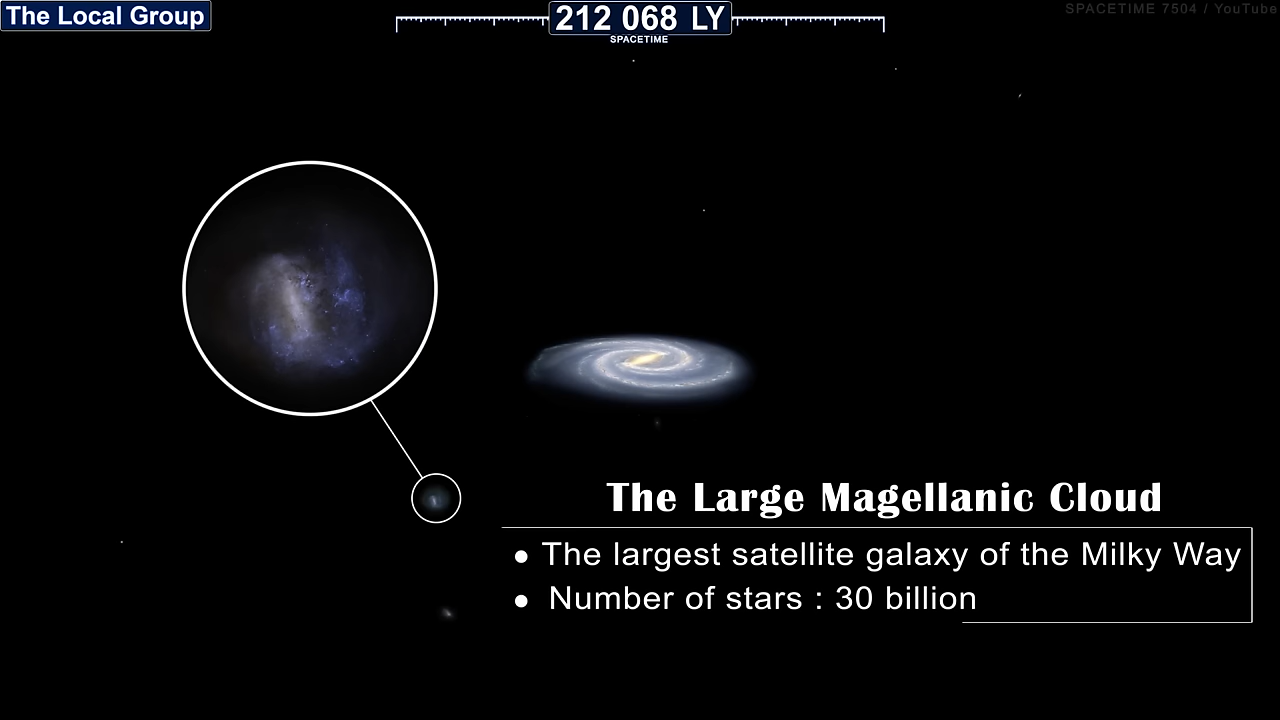 The Local Group
212 068 LY
SPACETIME
SPACETIME 7504 / YouTube
The Large Magellanic Cloud
● The largest satellite galaxy of the Milky Way
● Number of stars : 30 billion